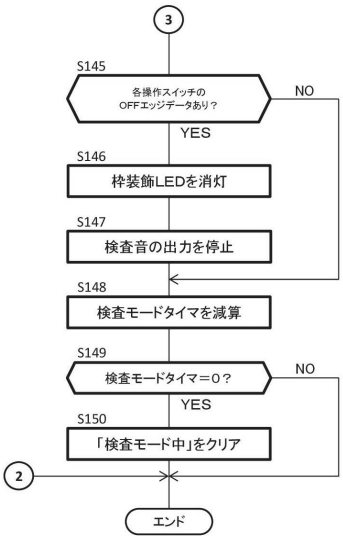 3
S145
各操作スイッチの
OFFエッジデータあり?
NO
YES
S146
枠装飾LEDを消灯
S147
検査音の出力を停止
S148
検査モードタイマを減算
S149
検査モードタイマ=0?
NO
YES
S150
「検査モード中」をクリア
2
エンド